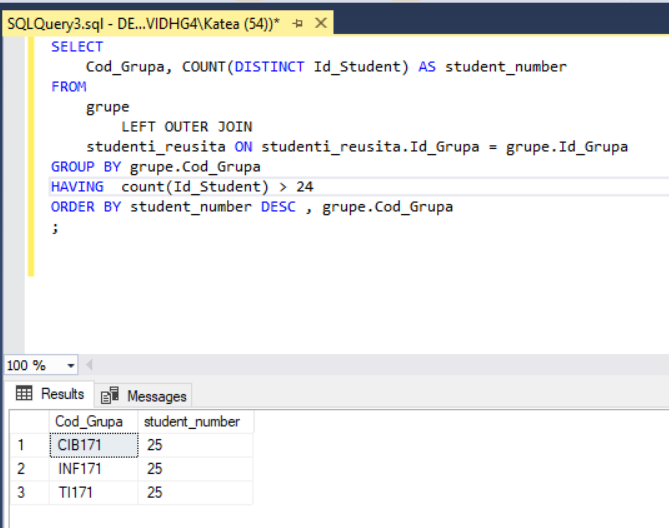 SQLQuery3.sql - DE...VIDHG4\Katea (54))*
SELECT
Cod_Grupa, COUNT(DISTINCT Id_Student) AS student_number
FROM
grupe
LEFT OUTER JOIN
studenti_reusita ON studenti_reusita.Id_Grupa = grupe.Id_Grupa
GROUP BY grupe.Cod_Grupa
HAVING count(Id_Student) > 24
ORDER BY student_number DESC , grupe.Cod_Grupa
;
100 %
Results Messages
Cod_Grupa student_number
1 CIB171 25
2 INF171 25
3 TI171 25